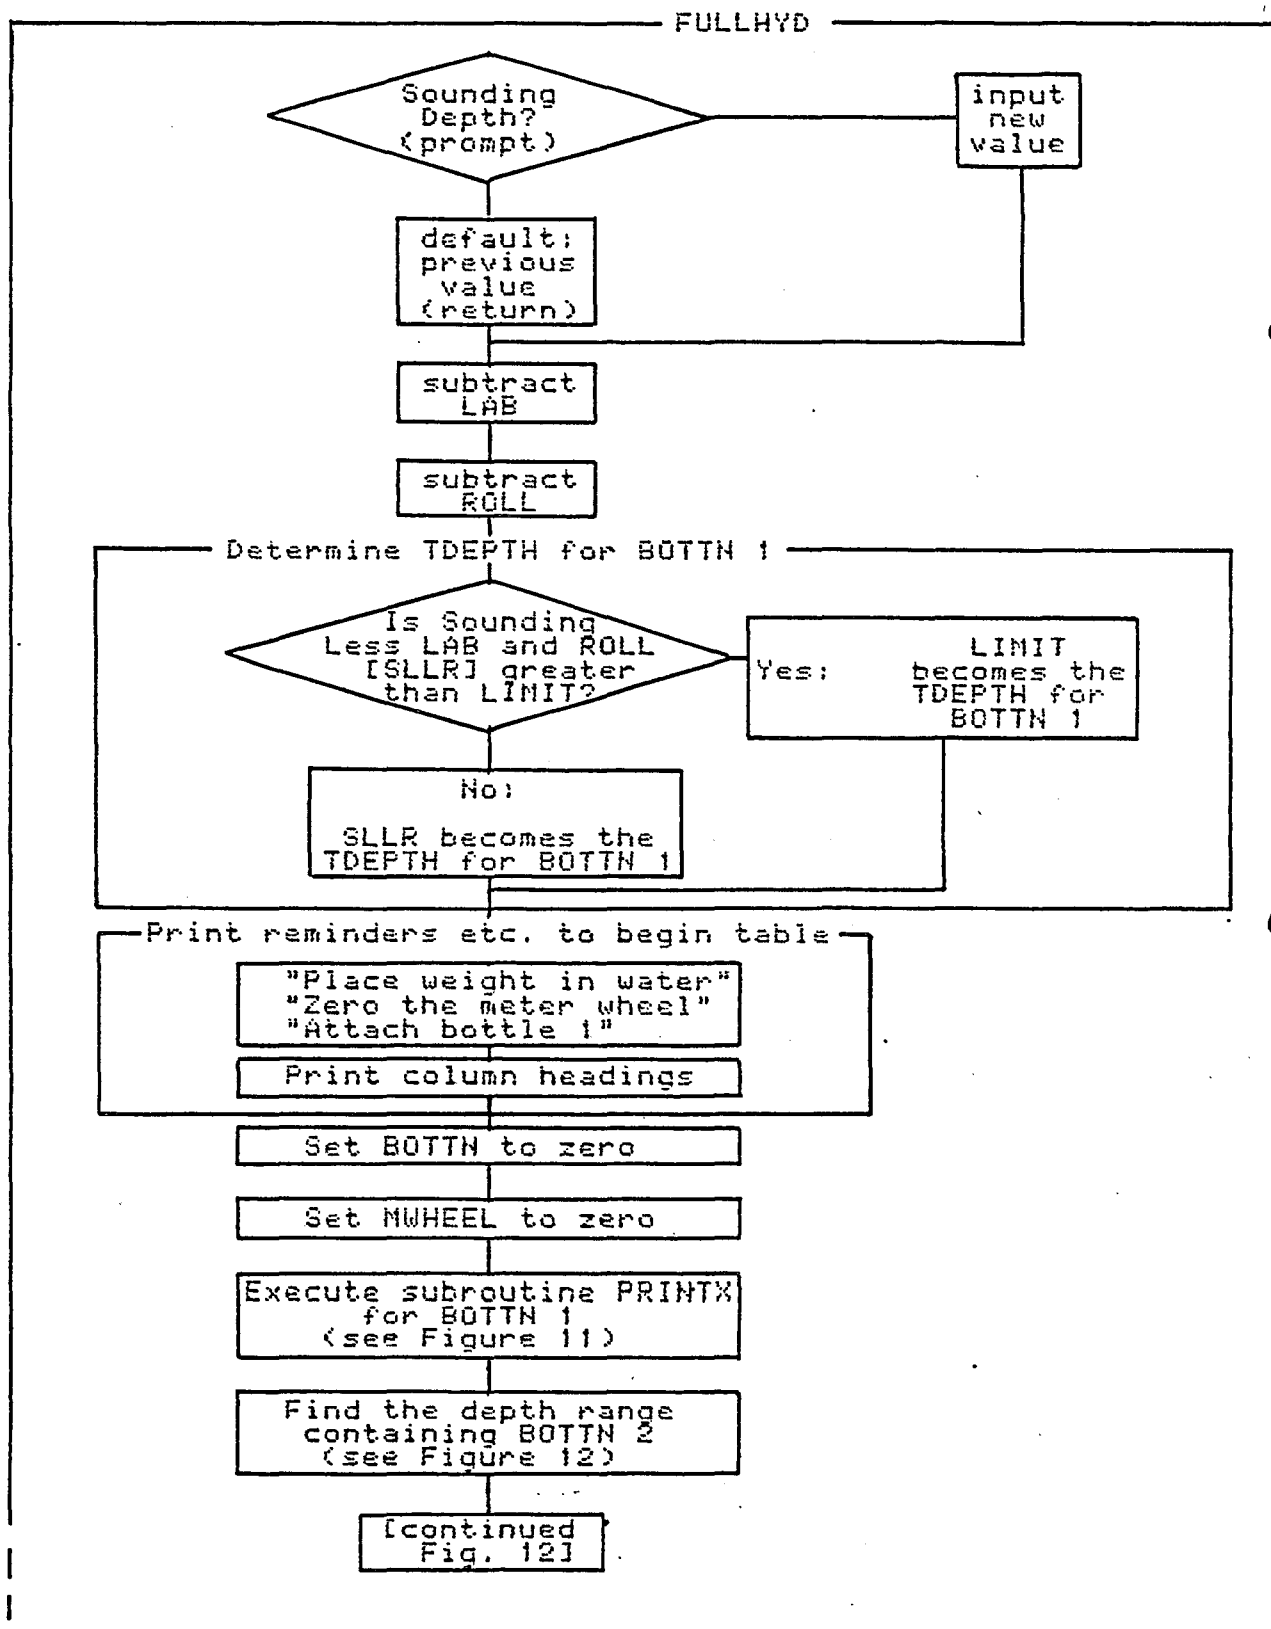 FULLHYD
Sounding
Depth?
(prompt)
input
new
value
default:
previous
value
(return)
subtract
LAB
subtract
ROLL
Determine TDEPTH for BOTTN 1
Is Sounding
Less LAB and ROLL
[SLLR] greater
than LIMIT?
Yes: LIMIT
becomes the
TDEPTH for
BOTTN 1
No:
SLLR becomes the
TDEPTH for BOTTN 1
Print reminders etc. to begin table
"Place weight in water"
"Zero the meter wheel"
"Attach bottle 1"
Print column headings
Set BOTTN to zero
Set MWHEEL to zero
Execute subroutine PRINTX
for BOTTN 1
(see Figure 11)
Find the depth range
containing BOTTN 2
(see Figure 12)
[continued
Fig. 12]